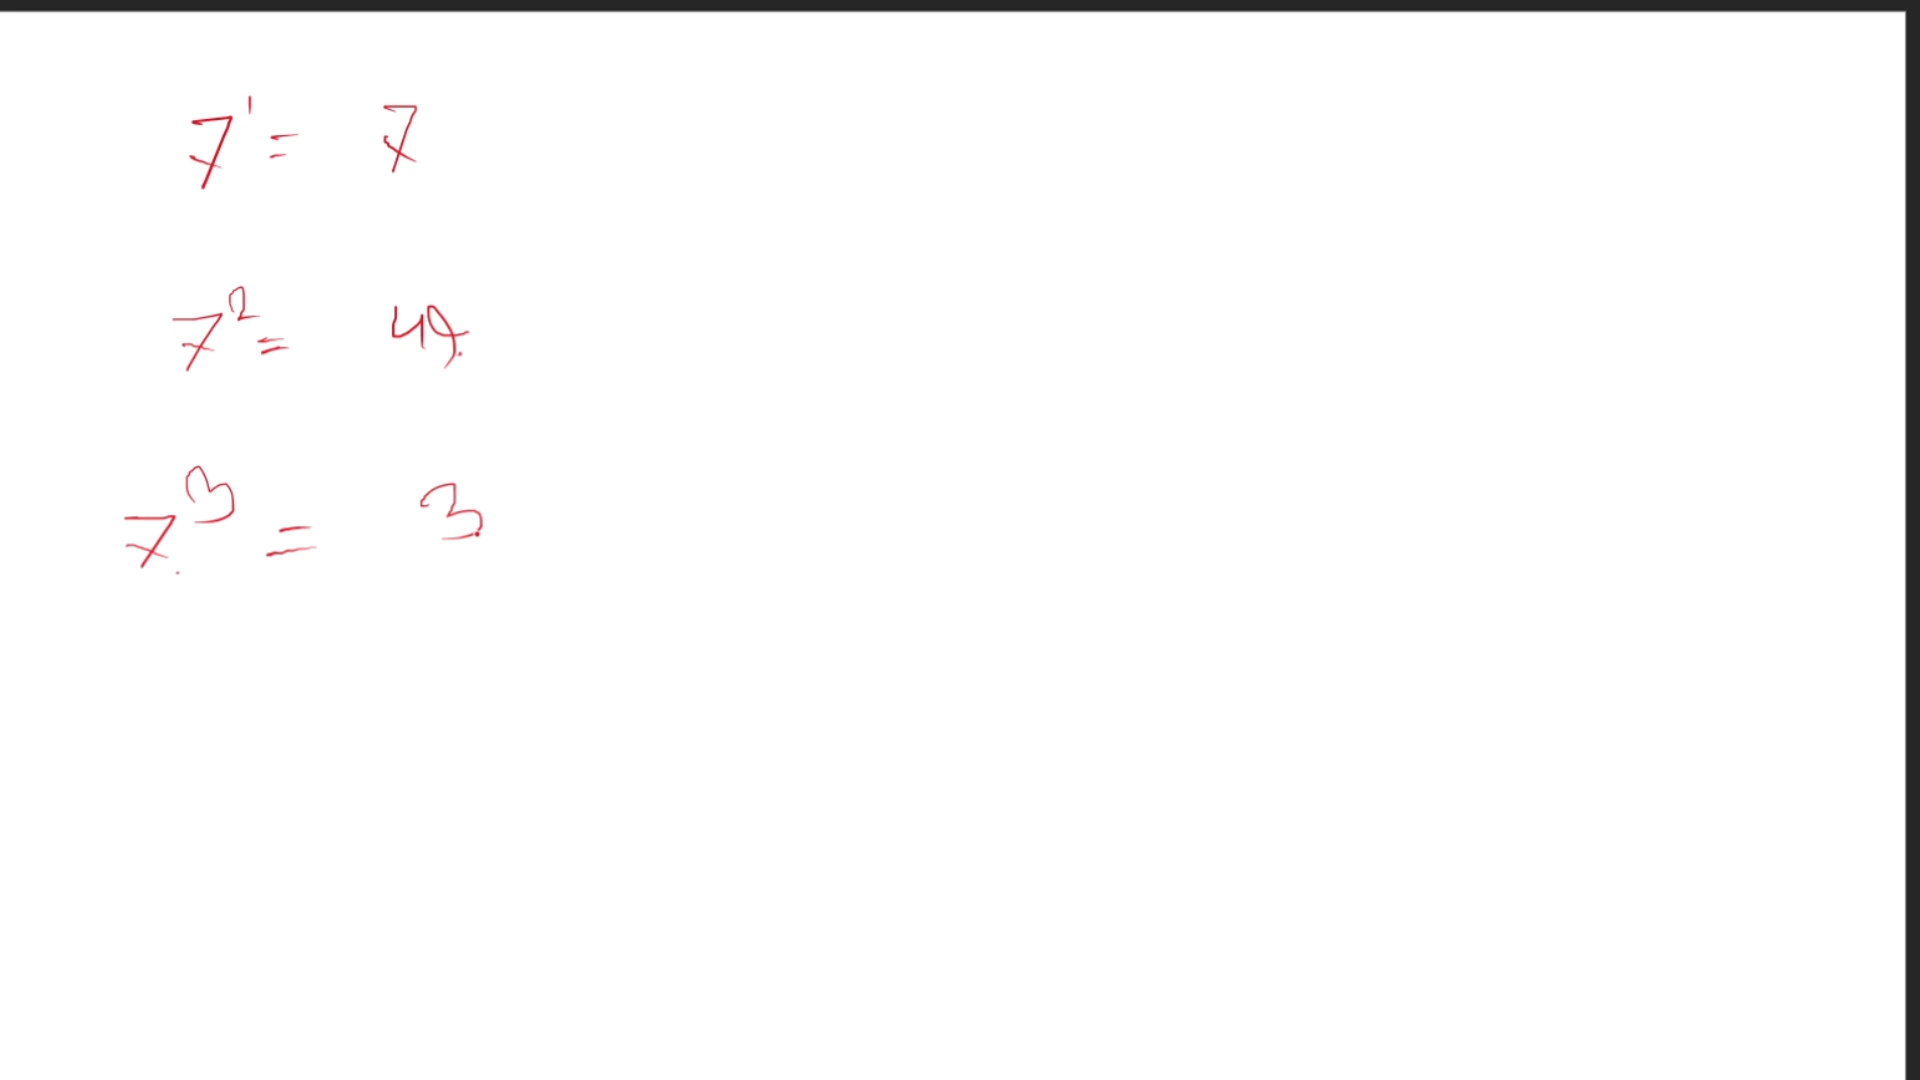 7¹ = 7
7² = 49
7³ = 3